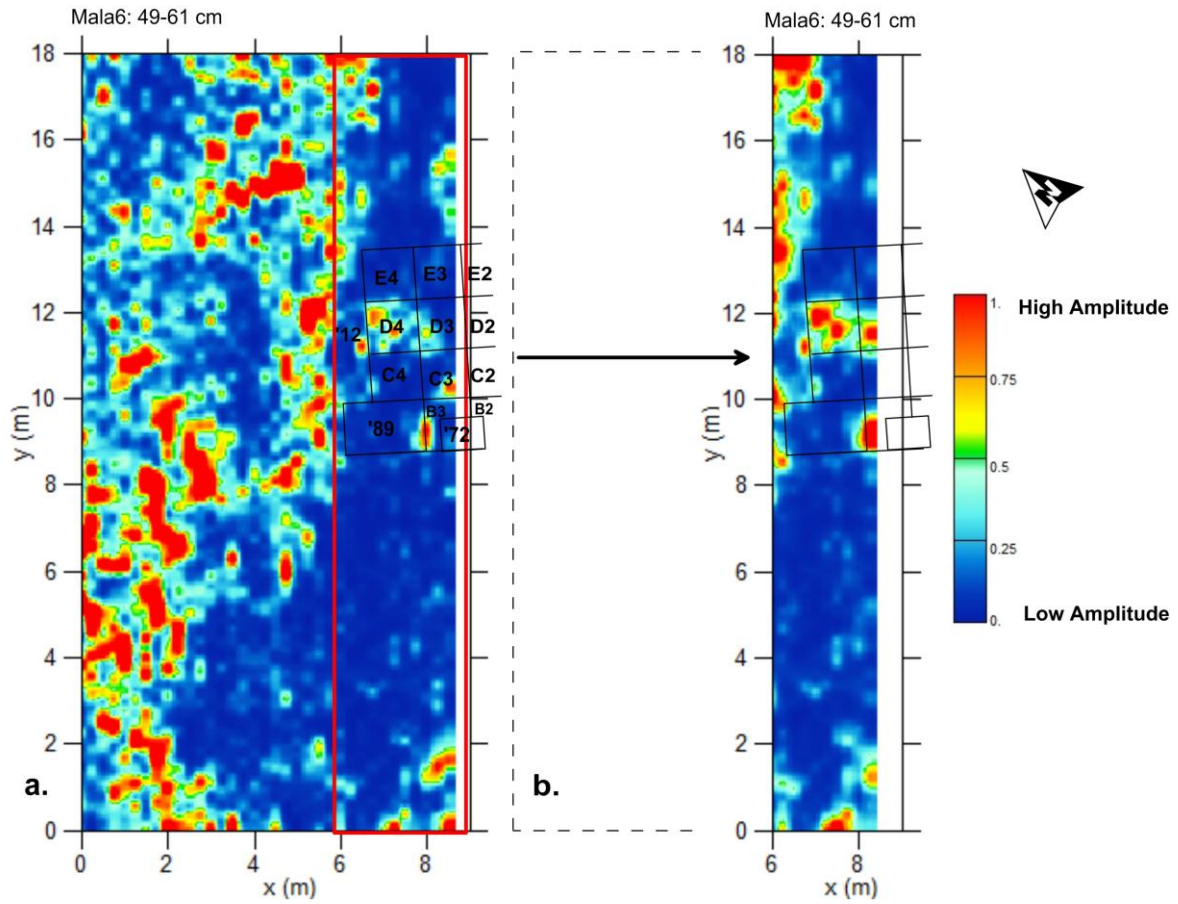 Mala6: 49-61 cm
18
16
14
12
10
8
6
4
2
0
y (m)
0 2 4 6 8
x (m)
E4 E3 E2
'12 D4 D3 D2
C4 C3 C2
B3 B2
'89 '72
a.
Mala6: 49-61 cm
18
16
14
12
10
8
6
4
2
0
y (m)
6 8
x (m)
b.
N
1. High Amplitude
0.75
0.5
0.25
0. Low Amplitude